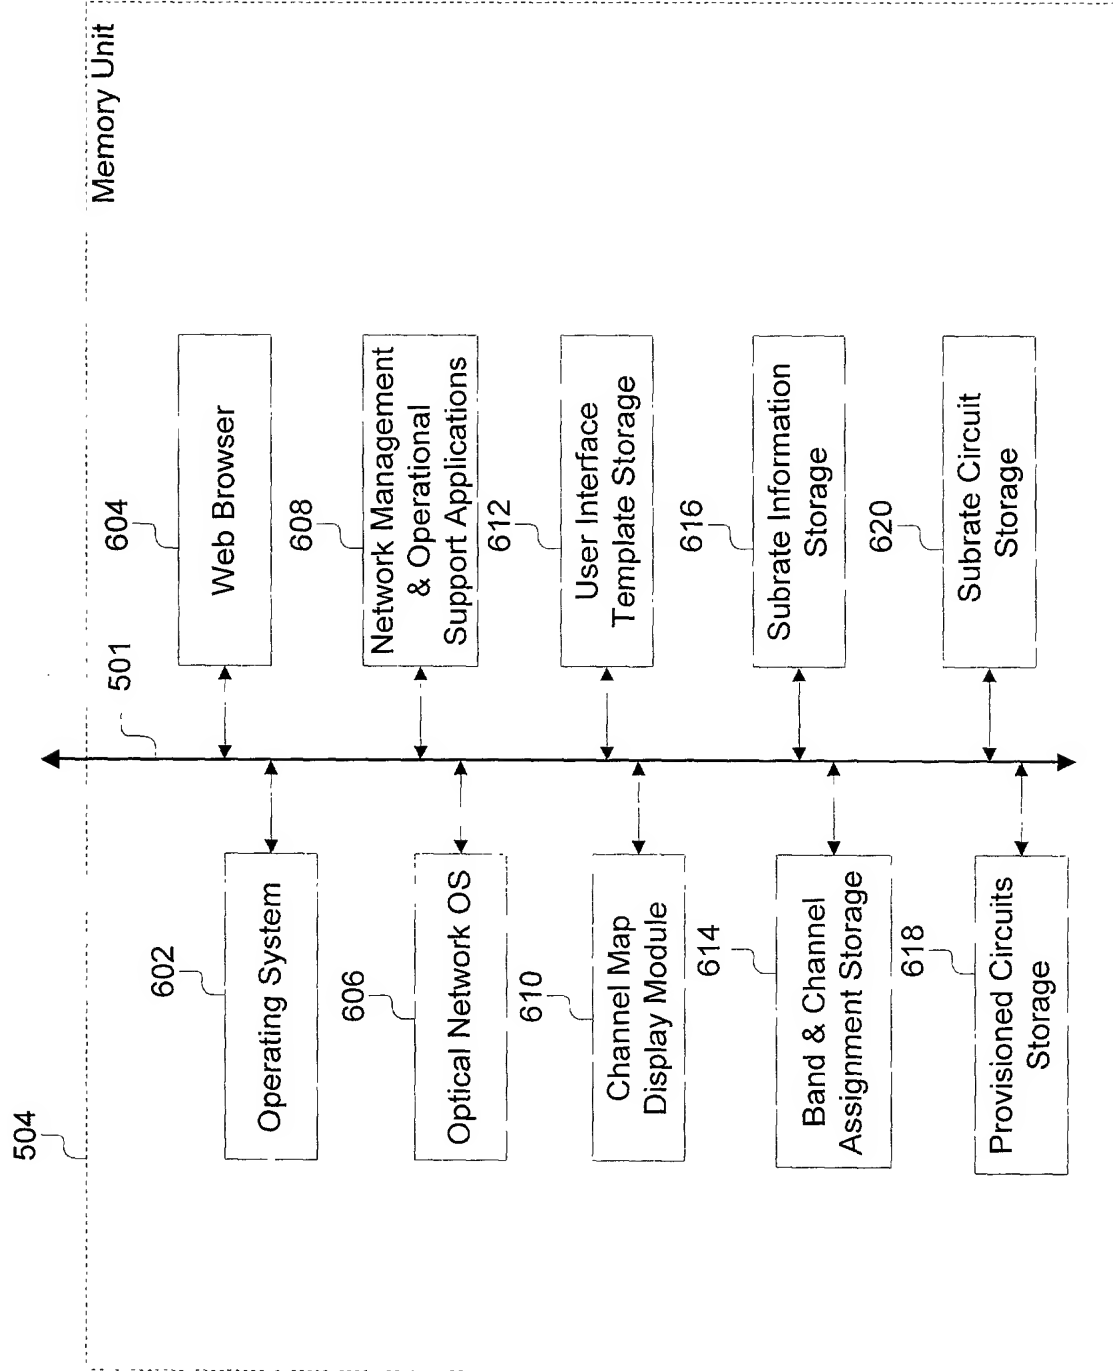 504
Memory Unit
501
602
Operating System
604
Web Browser
606
Optical Network OS
608
Network Management
& Operational
Support Applications
610
Channel Map
Display Module
612
User Interface
Template Storage
614
Band & Channel
Assignment Storage
616
Subrate Information
Storage
618
Provisioned Circuits
Storage
620
Subrate Circuit
Storage